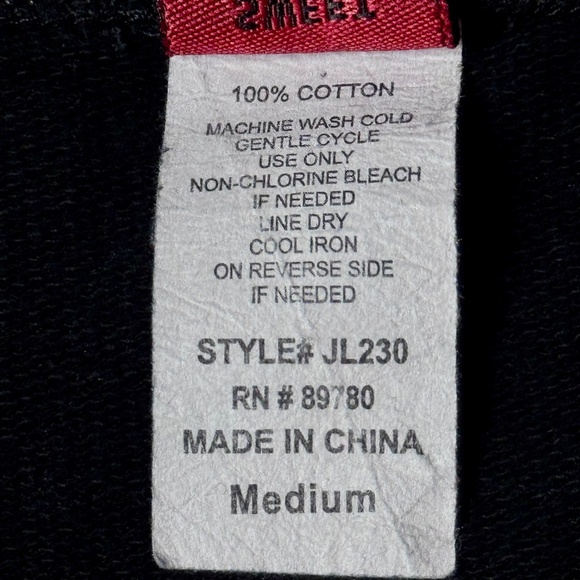 SWEET
100% COTTON
MACHINE WASH COLD
GENTLE CYCLE
USE ONLY
NON-CHLORINE BLEACH
IF NEEDED
LINE DRY
COOL IRON
ON REVERSE SIDE
IF NEEDED
STYLE# JL230
RN # 89780
MADE IN CHINA
Medium